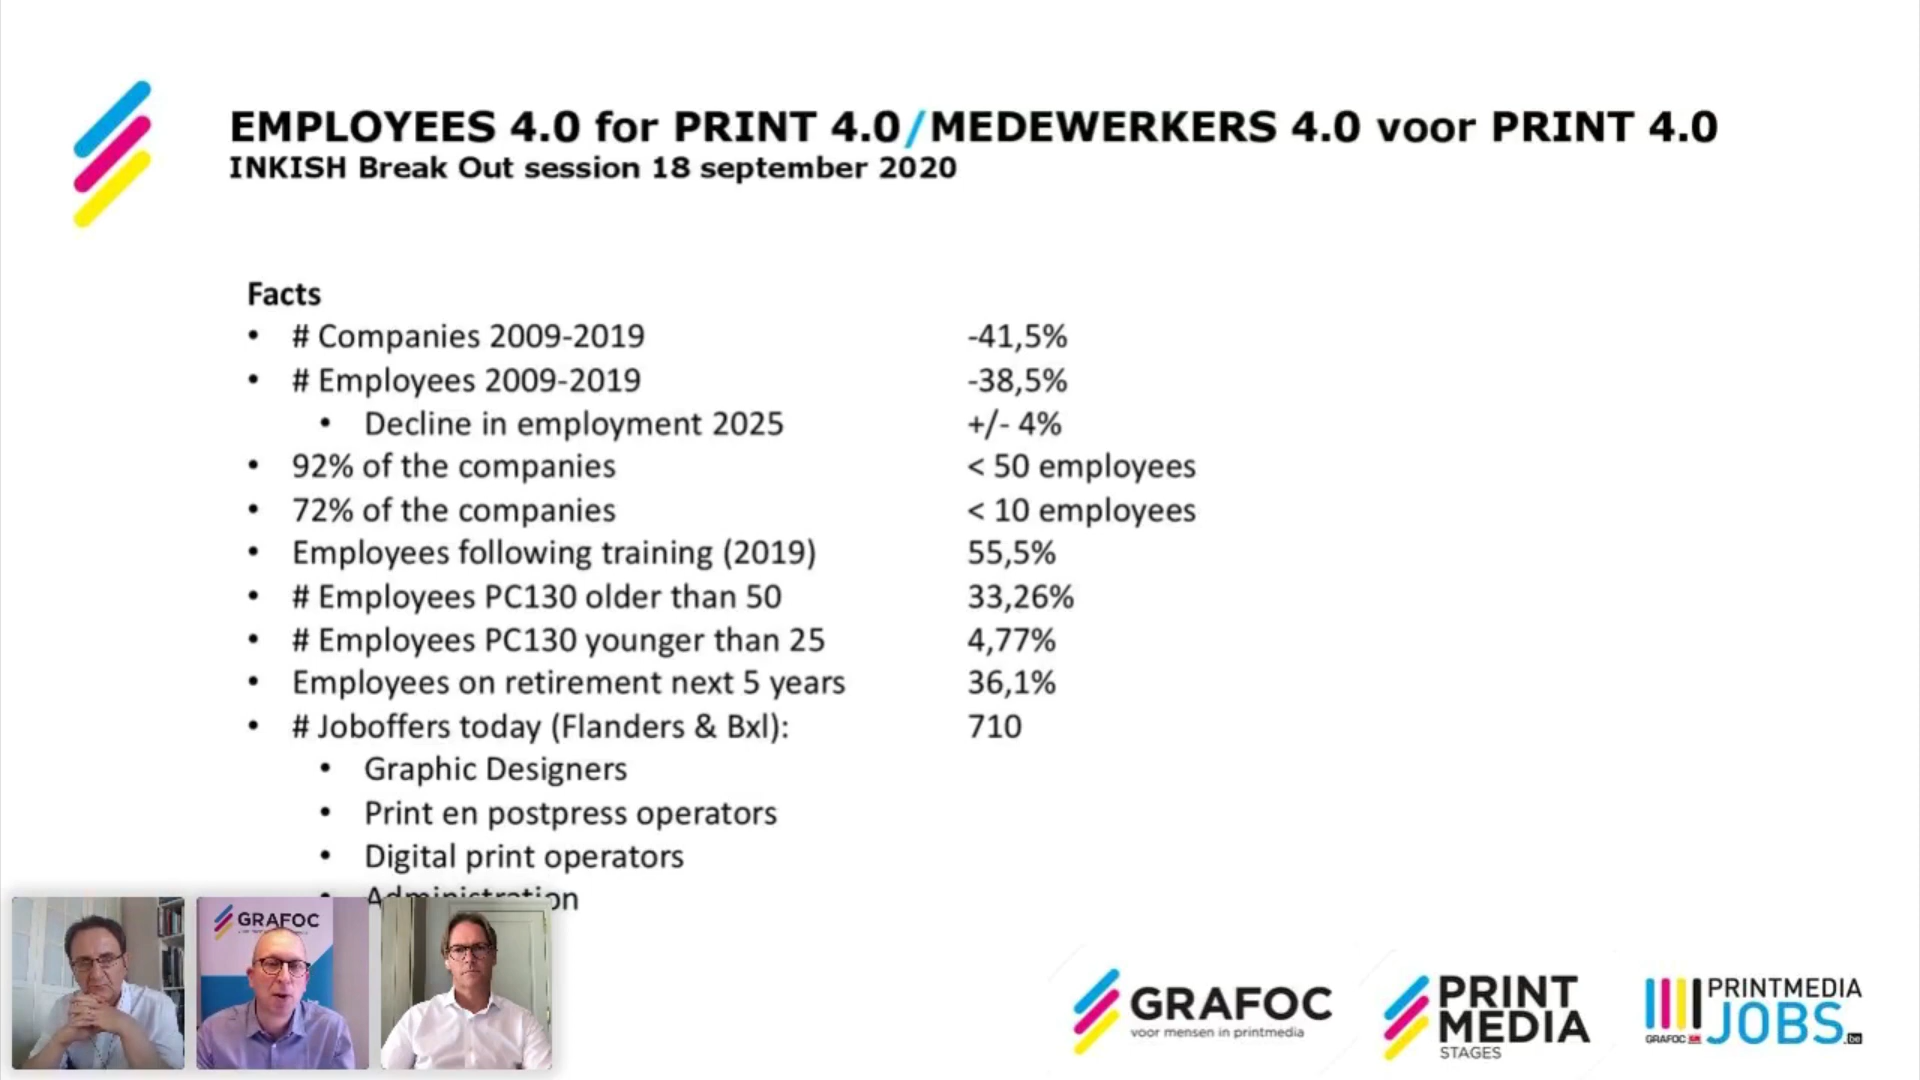 EMPLOYEES 4.0 for PRINT 4.0/MEDEWERKERS 4.0 voor PRINT 4.0
INKISH Break Out session 18 september 2020
Facts
• # Companies 2009-2019 -41,5%
• # Employees 2009-2019 -38,5%
• Decline in employment 2025 +/- 4%
• 92% of the companies < 50 employees
• 72% of the companies < 10 employees
• Employees following training (2019) 55,5%
• # Employees PC130 older than 50 33,26%
• # Employees PC130 younger than 25 4,77%
• Employees on retirement next 5 years 36,1%
• # Joboffers today (Flanders & Bxl): 710
• Graphic Designers
• Print en postpress operators
• Digital print operators
• Administration
GRAFOC
GRAFOC
voor mensen in printmedia
PRINT
MEDIA
STAGES
PRINTMEDIA
JOBS.be
GRAFOC